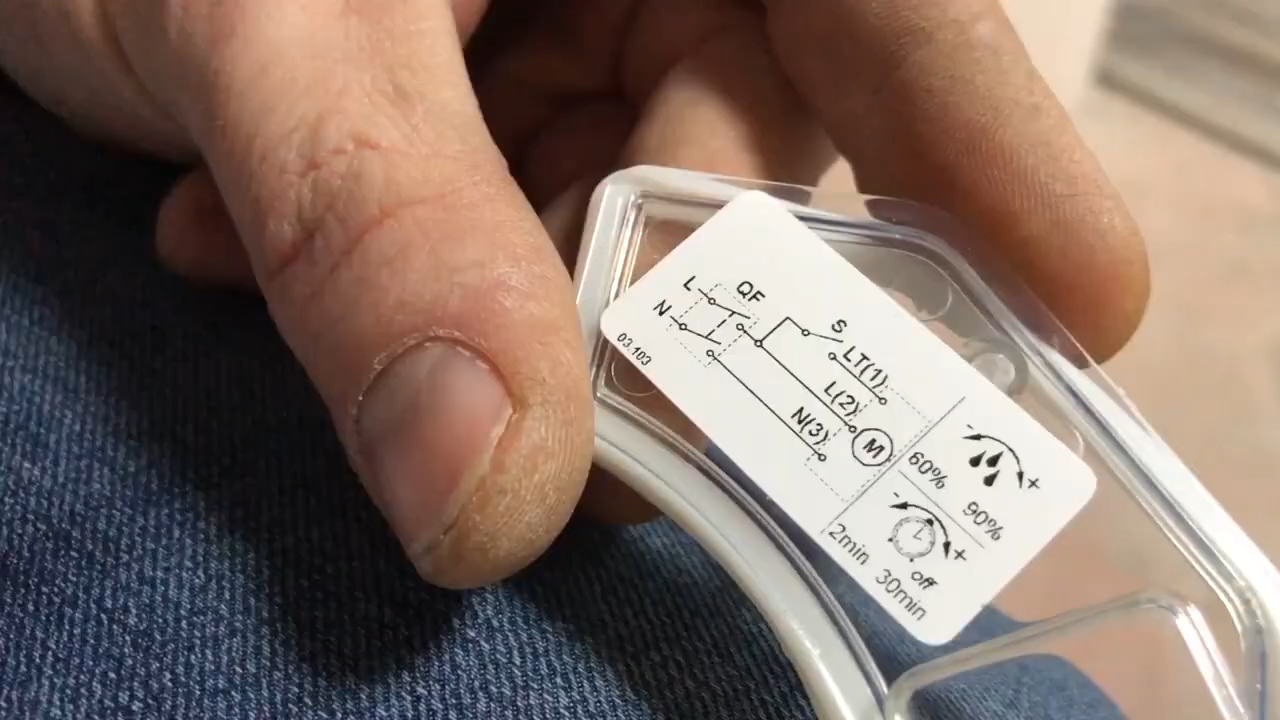 L
QF
N
S
03.103
LT(1)
L(2)
N(3)
M
- +
60% 90%
- +
off
2min 30min